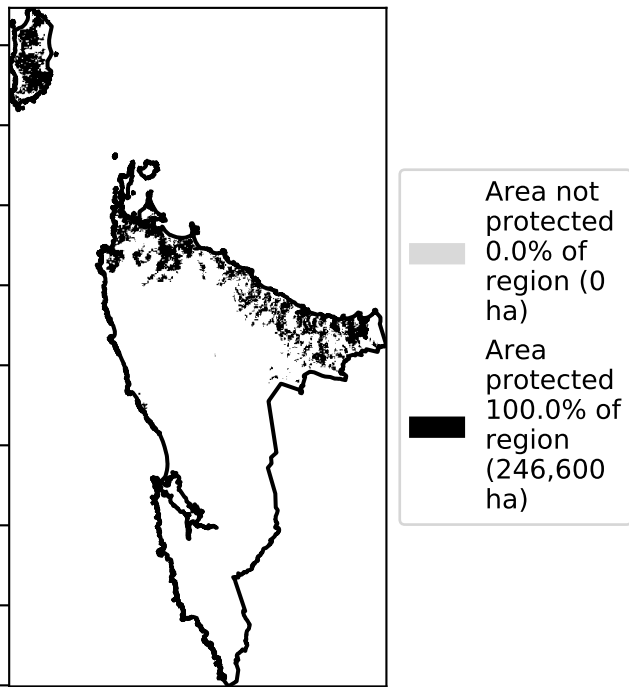 Area not
protected
0.0% of
region (0
ha)
Area
protected
100.0% of
region
(246,600
ha)